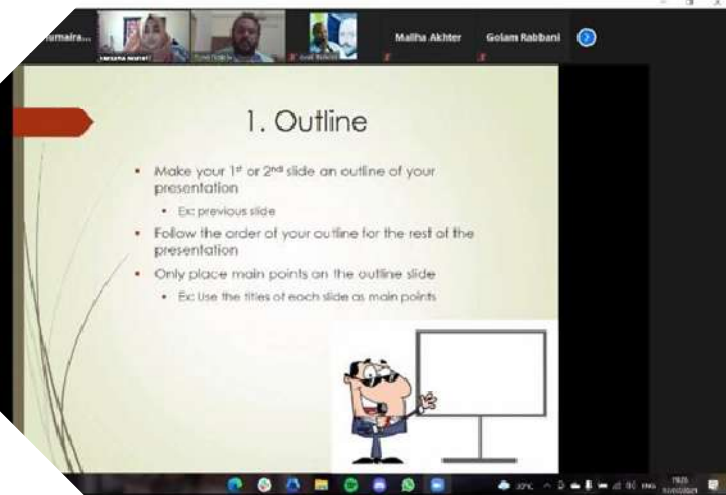 Maliha Akhter
Golam Rabbani
1. Outline
Make your 1st or 2nd slide an outline of your
presentation
Ex: previous slide
Follow the order of your outline for the rest of the
presentation
Only place main points on the outline slide
Ex: Use the titles of each slide as main points
ENG